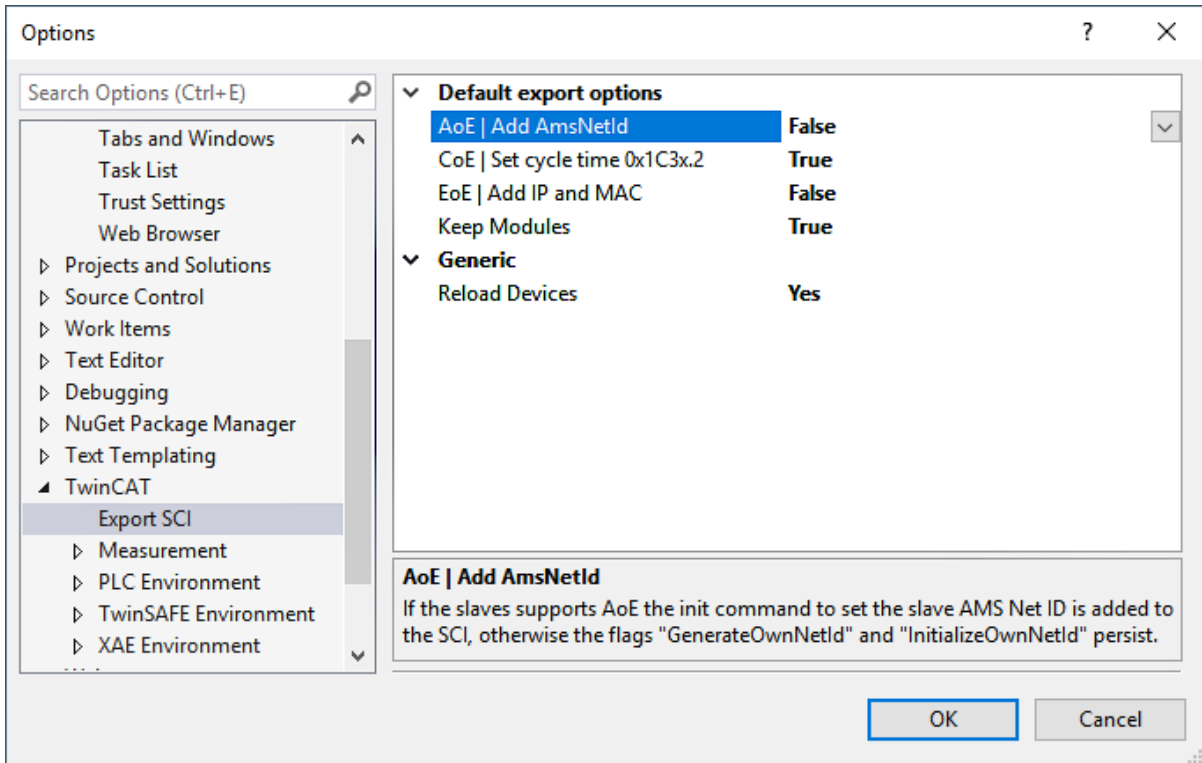 Options
?
Search Options (Ctrl+E)
Tabs and Windows
Task List
Trust Settings
Web Browser
Projects and Solutions
Source Control
Work Items
Text Editor
Debugging
NuGet Package Manager
Text Templating
TwinCAT
Export SCI
Measurement
PLC Environment
TwinSAFE Environment
XAE Environment
Default export options
AoE | Add AmsNetId False
CoE | Set cycle time 0x1C3x.2 True
EoE | Add IP and MAC False
Keep Modules True
Generic
Reload Devices Yes
AoE | Add AmsNetId
If the slaves supports AoE the init command to set the slave AMS Net ID is added to
the SCI, otherwise the flags "GenerateOwnNetId" and "InitializeOwnNetId" persist.
OK Cancel